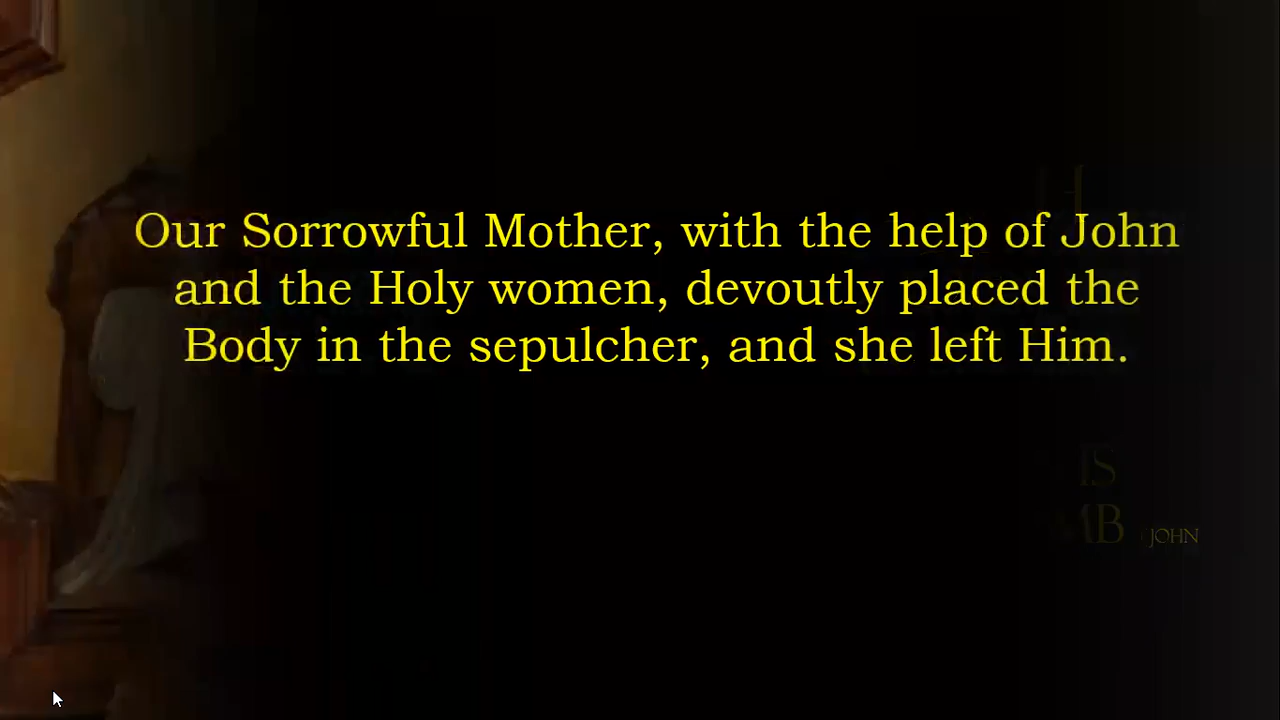 Our Sorrowful Mother, with the help of John
and the Holy women, devoutly placed the
Body in the sepulcher, and she left Him.
JOHN